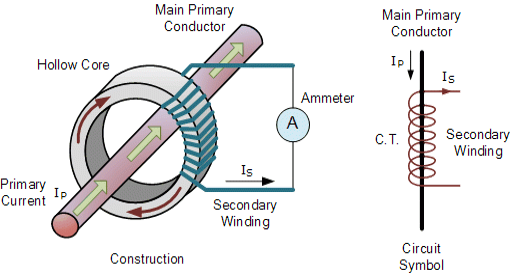 Main Primary
Conductor
Hollow Core
Ammeter
A
Primary
Current
Ip
Is
Secondary
Winding
Construction
Main Primary
Conductor
Ip
Is
C.T.
Secondary
Winding
Circuit
Symbol